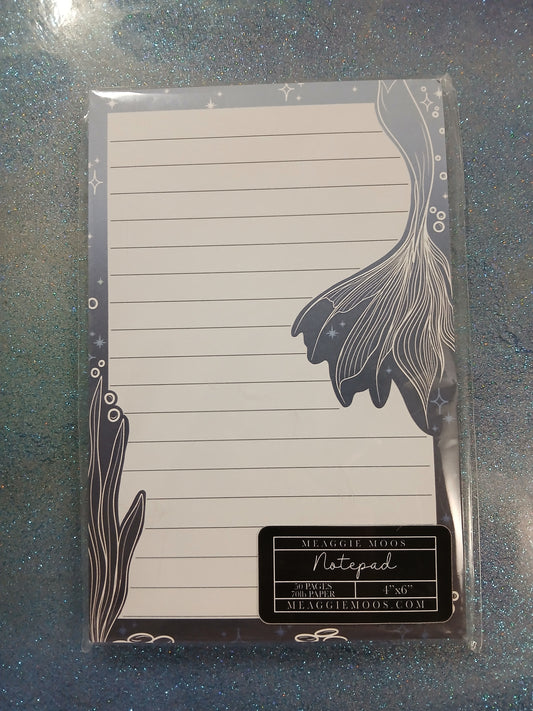 MEAGGIE MOOS
Notepad
50 PAGES
70lb PAPER
4"x6"
MEAGGIEMOOS.COM